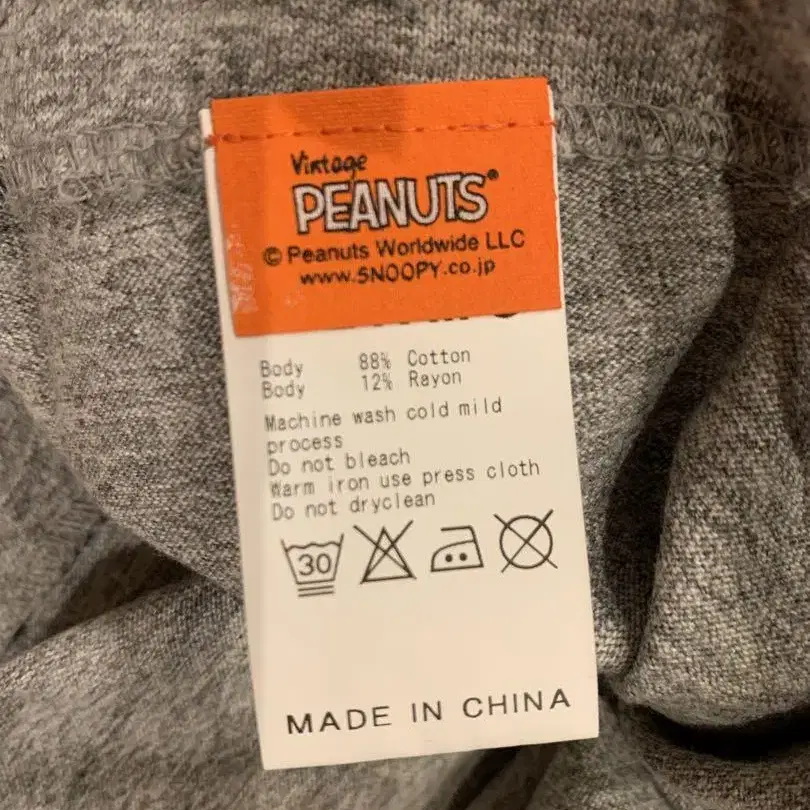 Vintage
PEANUTS®
© Peanuts Worldwide LLC
www.SNOOPY.co.jp
Body 88% Cotton
Body 12% Rayon
Machine wash cold mild
process
Do not bleach
Warm iron use press cloth
Do not dryclean
30
MADE IN CHINA